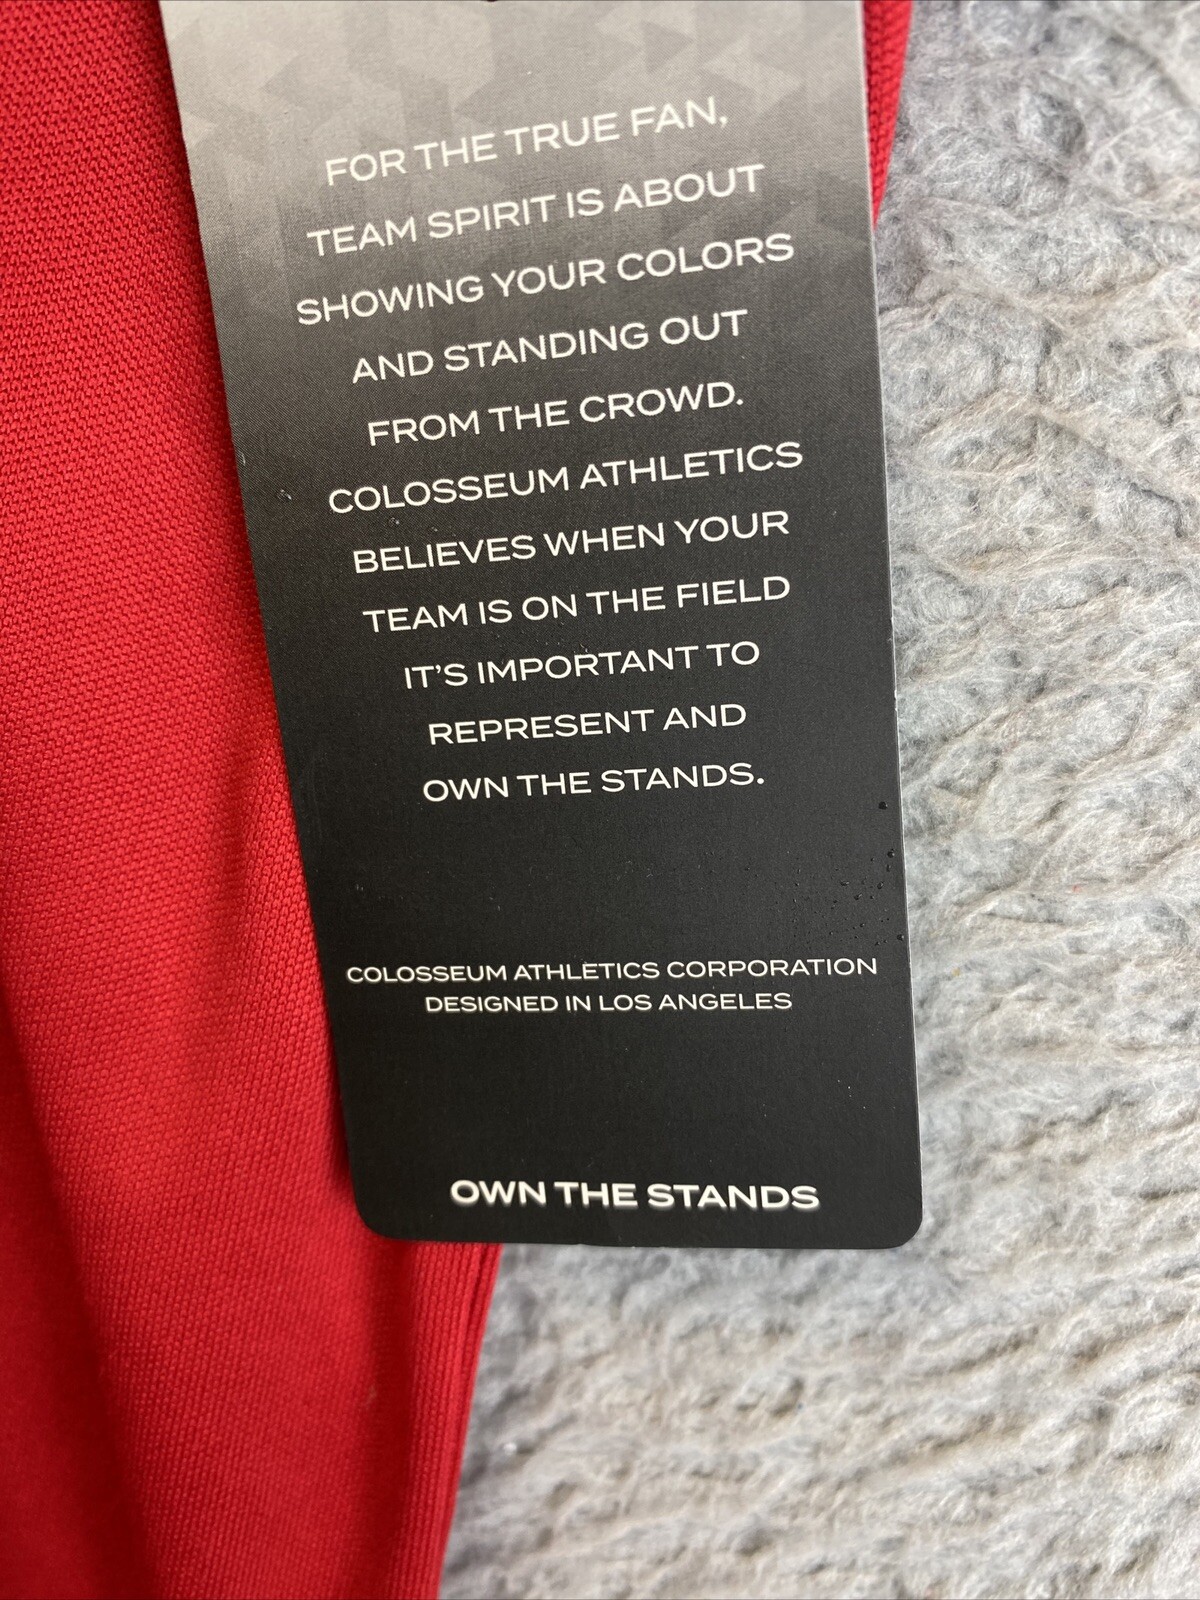 FOR THE TRUE FAN,
TEAM SPIRIT IS ABOUT
SHOWING YOUR COLORS
AND STANDING OUT
FROM THE CROWD.
COLOSSEUM ATHLETICS
BELIEVES WHEN YOUR
TEAM IS ON THE FIELD
IT'S IMPORTANT TO
REPRESENT AND
OWN THE STANDS.
COLOSSEUM ATHLETICS CORPORATION
DESIGNED IN LOS ANGELES
OWN THE STANDS